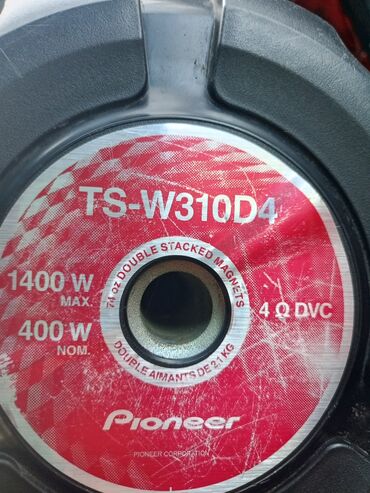 TS-W310D4
1400 W
MAX.
400 W
NOM.
74 oz DOUBLE STACKED MAGNETS
DOUBLE AIMANTS DE 2.1 KG
4 Ω DVC
Pioneer
PIONEER CORPORATION